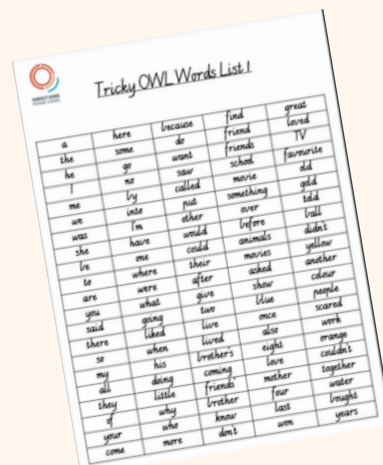 HARVEST HOME
PRIMARY SCHOOL
Tricky OWL Words List 1
a here because find great
the some do friend loved
he go want friends TV
I no saw school favourite
me by called movie old
we into put something gold
was I'm other over told
she have would before ball
be one could animals didn't
to where their movies yellow
are were after asked another
you what give show colour
said going two blue people
there liked live once scared
so when lived also work
my his brother's eight orange
all doing coming love couldn't
they little friends mother together
of why brother four water
your who know last bought
come more don't won years